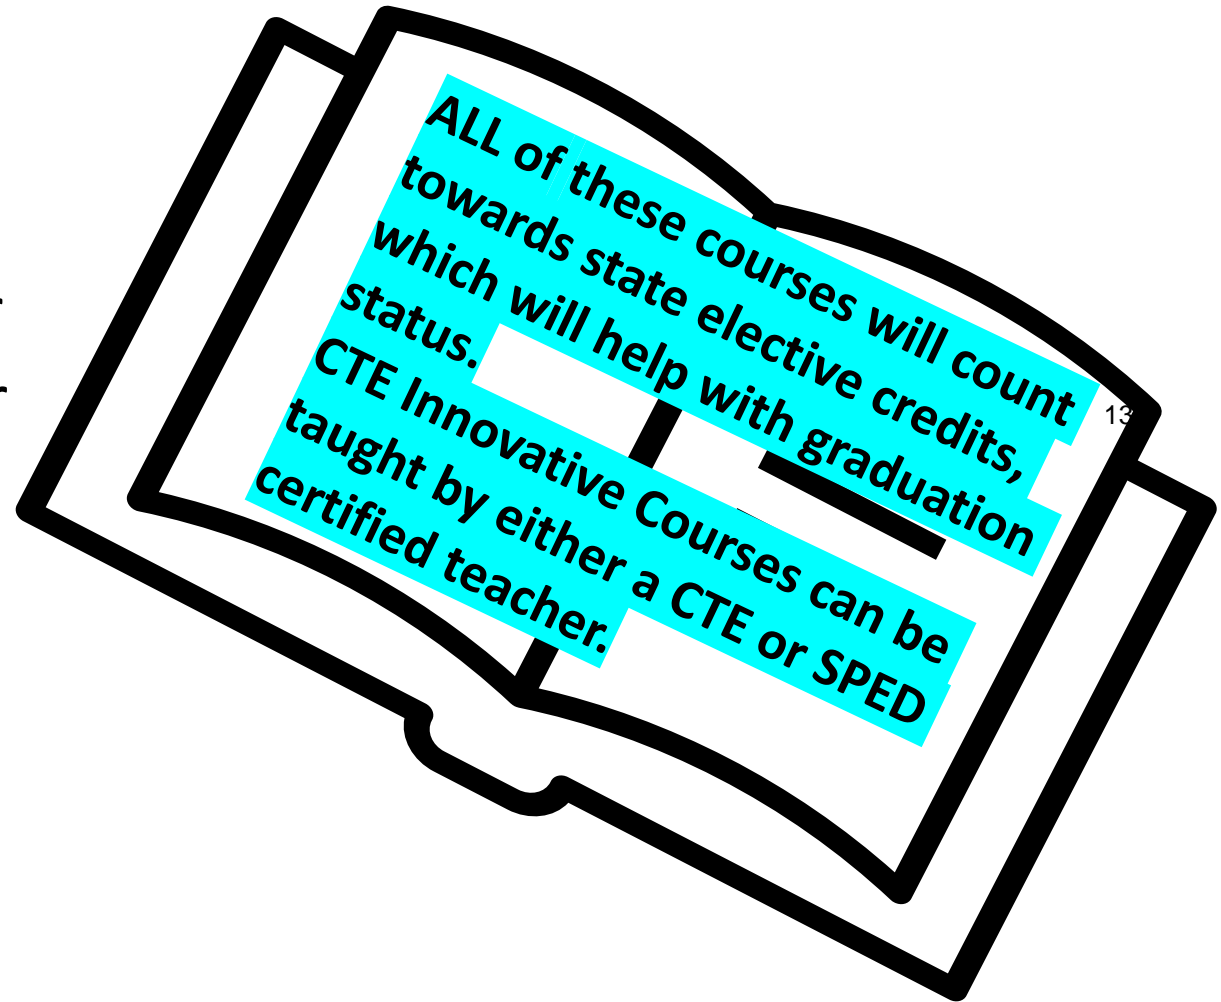 ALL of these courses will count
towards state elective credits,
which will help with graduation
status.
CTE Innovative Courses can be
taught by either a CTE or SPED
certified teacher.
13